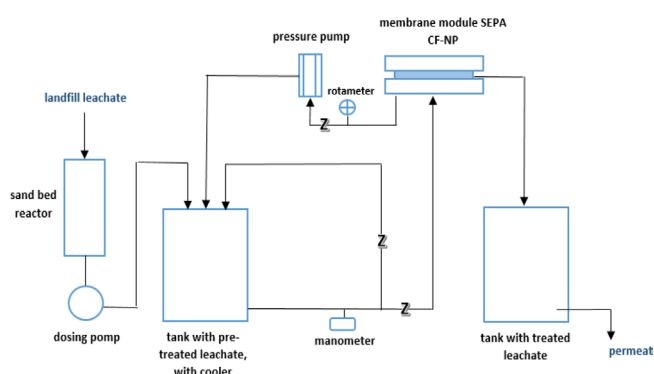 membrane module SEPA
CF-NP
pressure pump
rotameter
landfill leachate
Z
sand bed
reactor
Z
Z
dosing pomp
tank with pre-
treated leachate,
with cooler
manometer
tank with treated
leachate
permeat